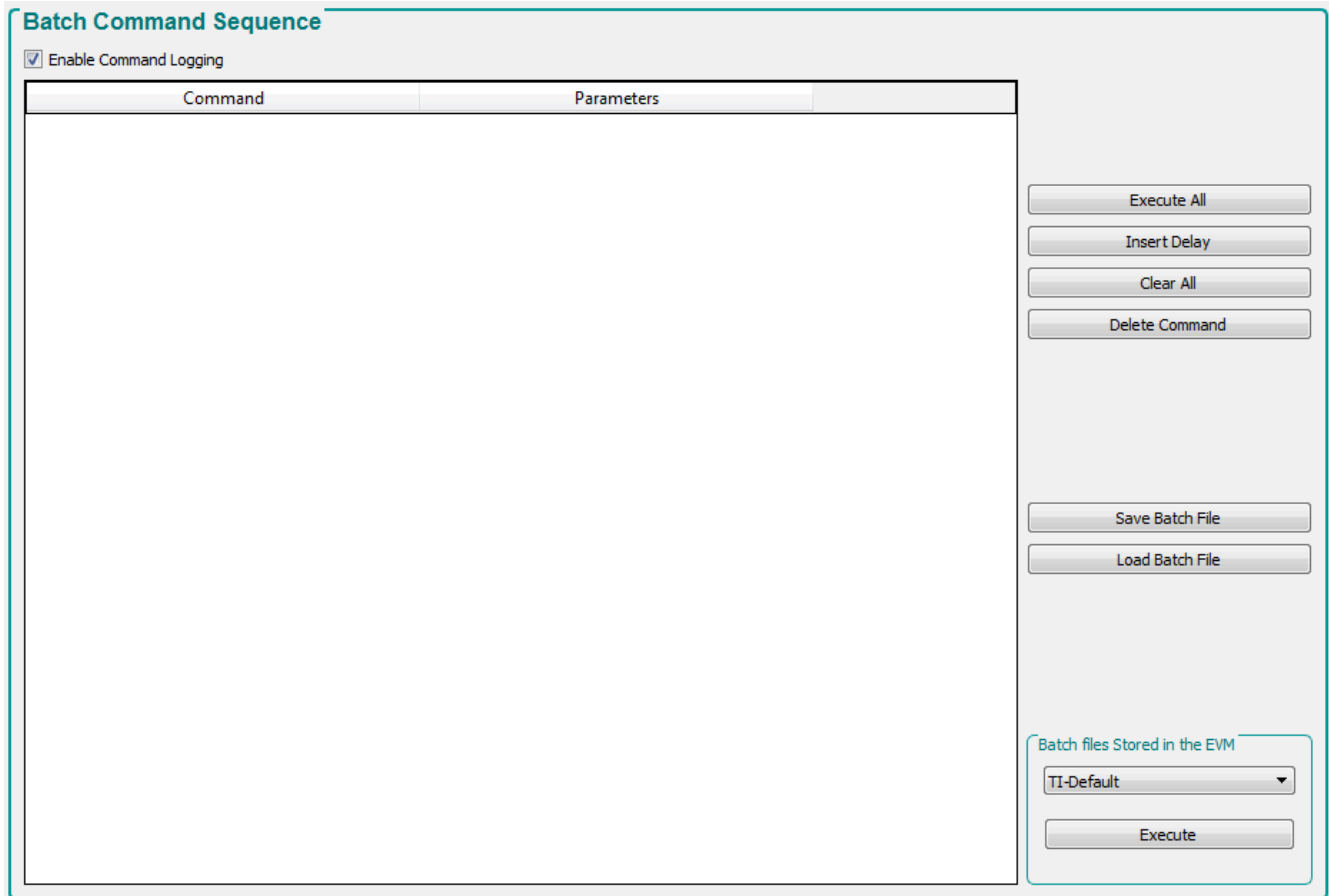 Batch Command Sequence
Enable Command Logging
Command Parameters
Execute All
Insert Delay
Clear All
Delete Command
Save Batch File
Load Batch File
Batch files Stored in the EVM
TI-Default
Execute